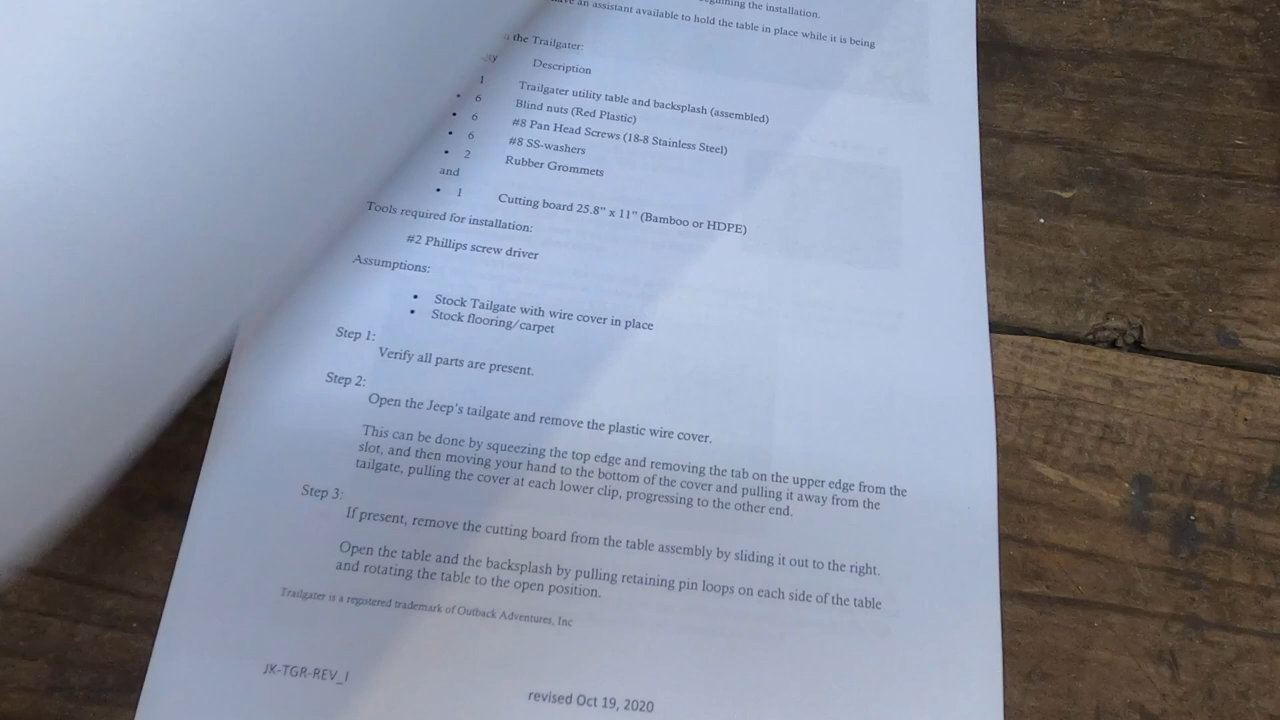 the installation.
an assistant available to hold the table in place while it is being
the Trailgater:
Description
1 Trailgater utility table and backsplash (assembled)
• 6 Blind nuts (Red Plastic)
• 6 #8 Pan Head Screws (18-8 Stainless Steel)
• 6 #8 SS-washers
• 2 Rubber Grommets
and
• 1 Cutting board 25.8" x 11" (Bamboo or HDPE)
Tools required for installation:
#2 Phillips screw driver
Assumptions:
• Stock Tailgate with wire cover in place
• Stock flooring/carpet
Step 1:
Verify all parts are present.
Step 2:
Open the Jeep's tailgate and remove the plastic wire cover.
This can be done by squeezing the top edge and removing the tab on the upper edge from the
slot, and then moving your hand to the bottom of the cover and pulling it away from the
tailgate, pulling the cover at each lower clip, progressing to the other end.
Step 3:
If present, remove the cutting board from the table assembly by sliding it out to the right.
Open the table and the backsplash by pulling retaining pin loops on each side of the table
and rotating the table to the open position.
Trailgater is a registered trademark of Outback Adventures, Inc
JK-TGR-REV_I
revised Oct 19, 2020